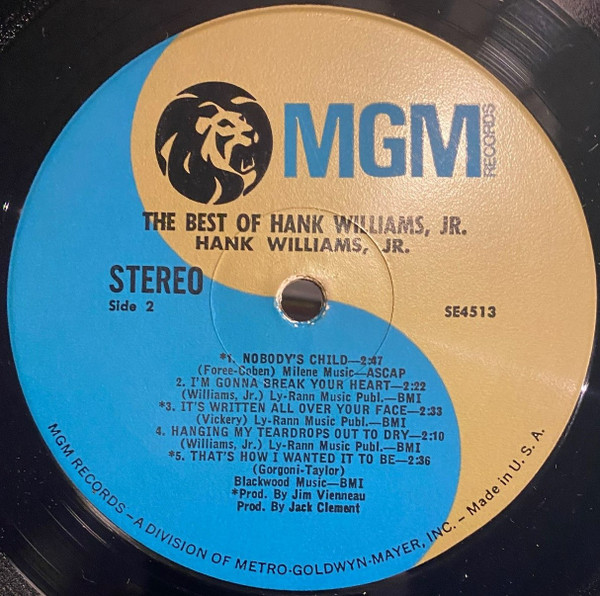 MGM
RECORDS
THE BEST OF HANK WILLIAMS, JR.
HANK WILLIAMS, JR.
STEREO
Side 2
SE4513
*1. NOBODY'S CHILD—2:47
(Foree-Coben) Milene Music—ASCAP
2. I'M GONNA BREAK YOUR HEART—2:22
(Williams, Jr.) Ly-Rann Music Publ.—BMI
*3. IT'S WRITTEN ALL OVER YOUR FACE—2:33
(Vickery) Ly-Rann Music Publ.—BMI
4. HANGING MY TEARDROPS OUT TO DRY—2:10
(Williams, Jr.) Ly-Rann Music Publ.—BMI
*5. THAT'S HOW I WANTED IT TO BE—2:36
(Gorgoni-Taylor)
Blackwood Music—BMI
*Prod. By Jim Vienneau
Prod. By Jack Clement
MGM RECORDS – A DIVISION OF METRO-GOLDWYN-MAYER, INC. – Made in U. S. A.